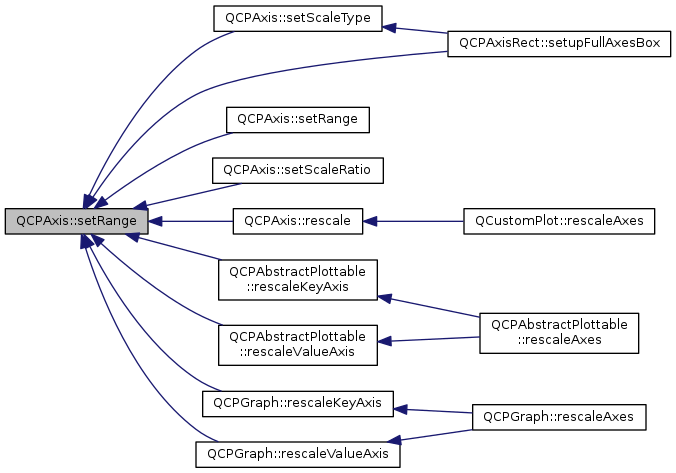 QCPAxis::setScaleType
QCPAxisRect::setupFullAxesBox
QCPAxis::setRange
QCPAxis::setScaleRatio
QCPAxis::setRange
QCPAxis::rescale
QCustomPlot::rescaleAxes
QCPAbstractPlottable
::rescaleKeyAxis
QCPAbstractPlottable
::rescaleAxes
QCPAbstractPlottable
::rescaleValueAxis
QCPGraph::rescaleKeyAxis
QCPGraph::rescaleAxes
QCPGraph::rescaleValueAxis